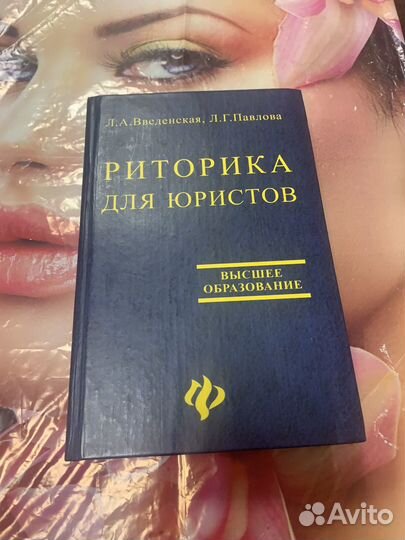 Л.А.Введенская, Л.Г.Павлова
РИТОРИКА
ДЛЯ ЮРИСТОВ
ВЫСШЕЕ
ОБРАЗОВАНИЕ
Avito